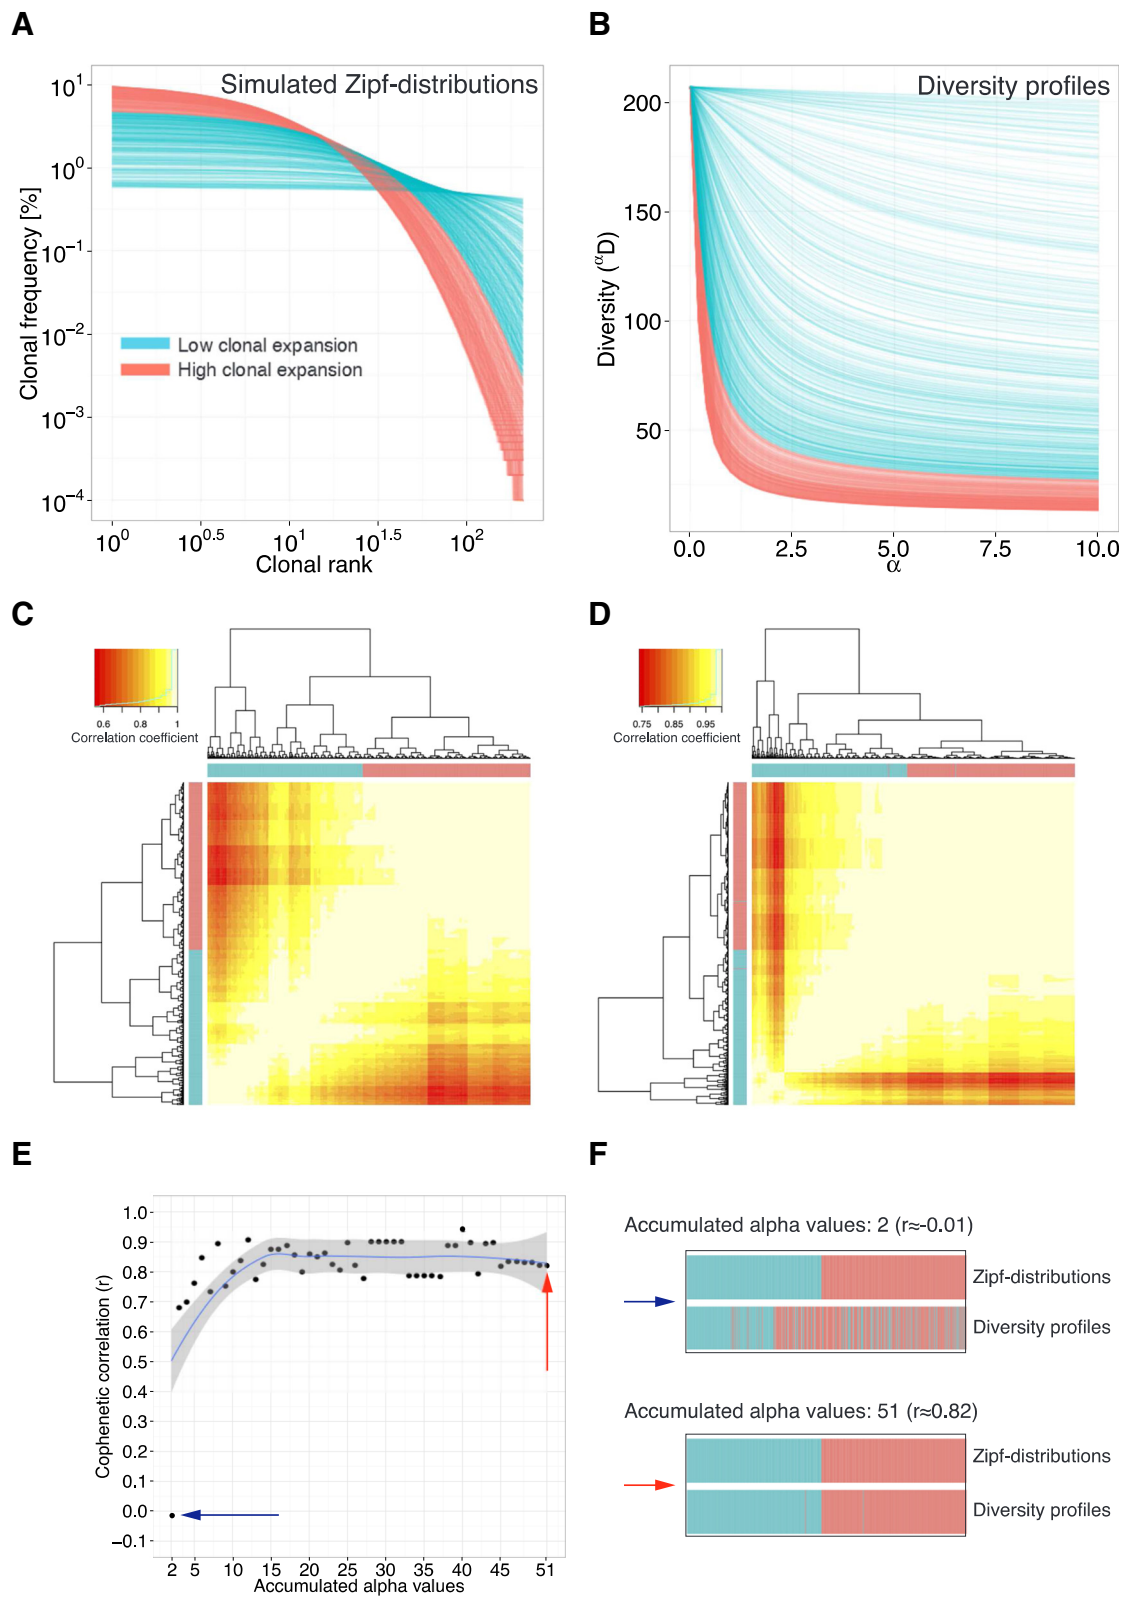 A
Simulated Zipf-distributions
10^1
10^0
10^-1
10^-2
10^-3
10^-4
Clonal frequency [%]
Low clonal expansion
High clonal expansion
10^0 10^0.5 10^1 10^1.5 10^2
Clonal rank
B
Diversity profiles
200
150
100
50
Diversity (^αD)
0.0 2.5 5.0 7.5 10.0
α
C
0.6 0.8 1
Correlation coefficient
D
0.75 0.85 0.95
Correlation coefficient
E
1.0
0.9
0.8
0.7
0.6
0.5
0.4
0.3
0.2
0.1
0.0
−0.1
Cophenetic correlation (r)
2 5 10 15 20 25 30 35 40 45 51
Accumulated alpha values
F
Accumulated alpha values: 2 (r≈-0.01)
Zipf-distributions
Diversity profiles
Accumulated alpha values: 51 (r≈0.82)
Zipf-distributions
Diversity profiles